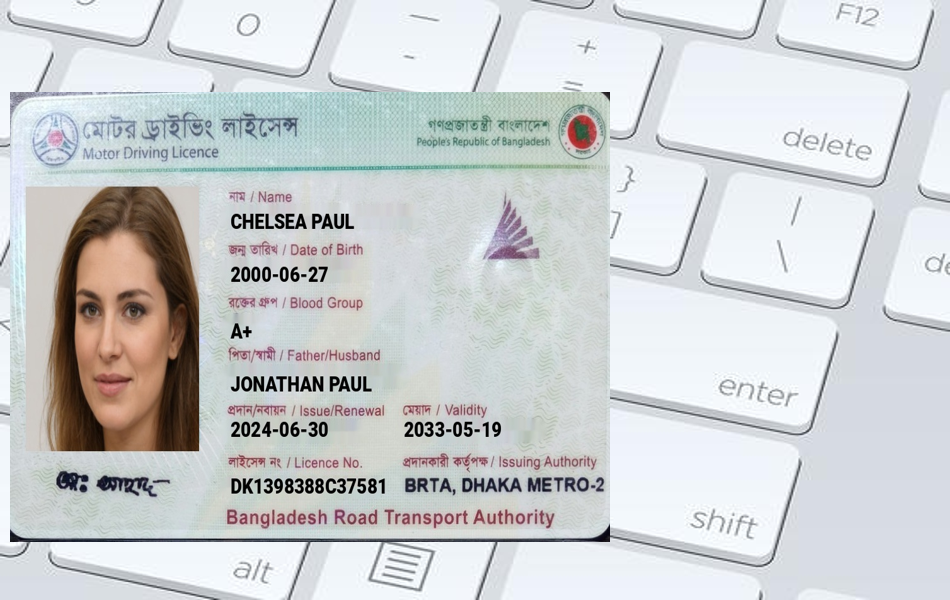 মোটর ড্রাইভিং লাইসেন্স
Motor Driving Licence
গণপ্রজাতন্ত্রী বাংলাদেশ
People's Republic of Bangladesh
নাম / Name
CHELSEA PAUL
জন্ম তারিখ / Date of Birth
2000-06-27
রক্তের গ্রুপ / Blood Group
A+
পিতা/স্বামী / Father/Husband
JONATHAN PAUL
প্রদান/নবায়ন / Issue/Renewal
2024-06-30
মেয়াদ / Validity
2033-05-19
লাইসেন্স নং / Licence No.
DK1398388C37581
প্রদানকারী কর্তৃপক্ষ / Issuing Authority
BRTA, DHAKA METRO-2
Bangladesh Road Transport Authority
O
—
-
+
=
F12
delete
}
]
|
\
enter
shift
alt